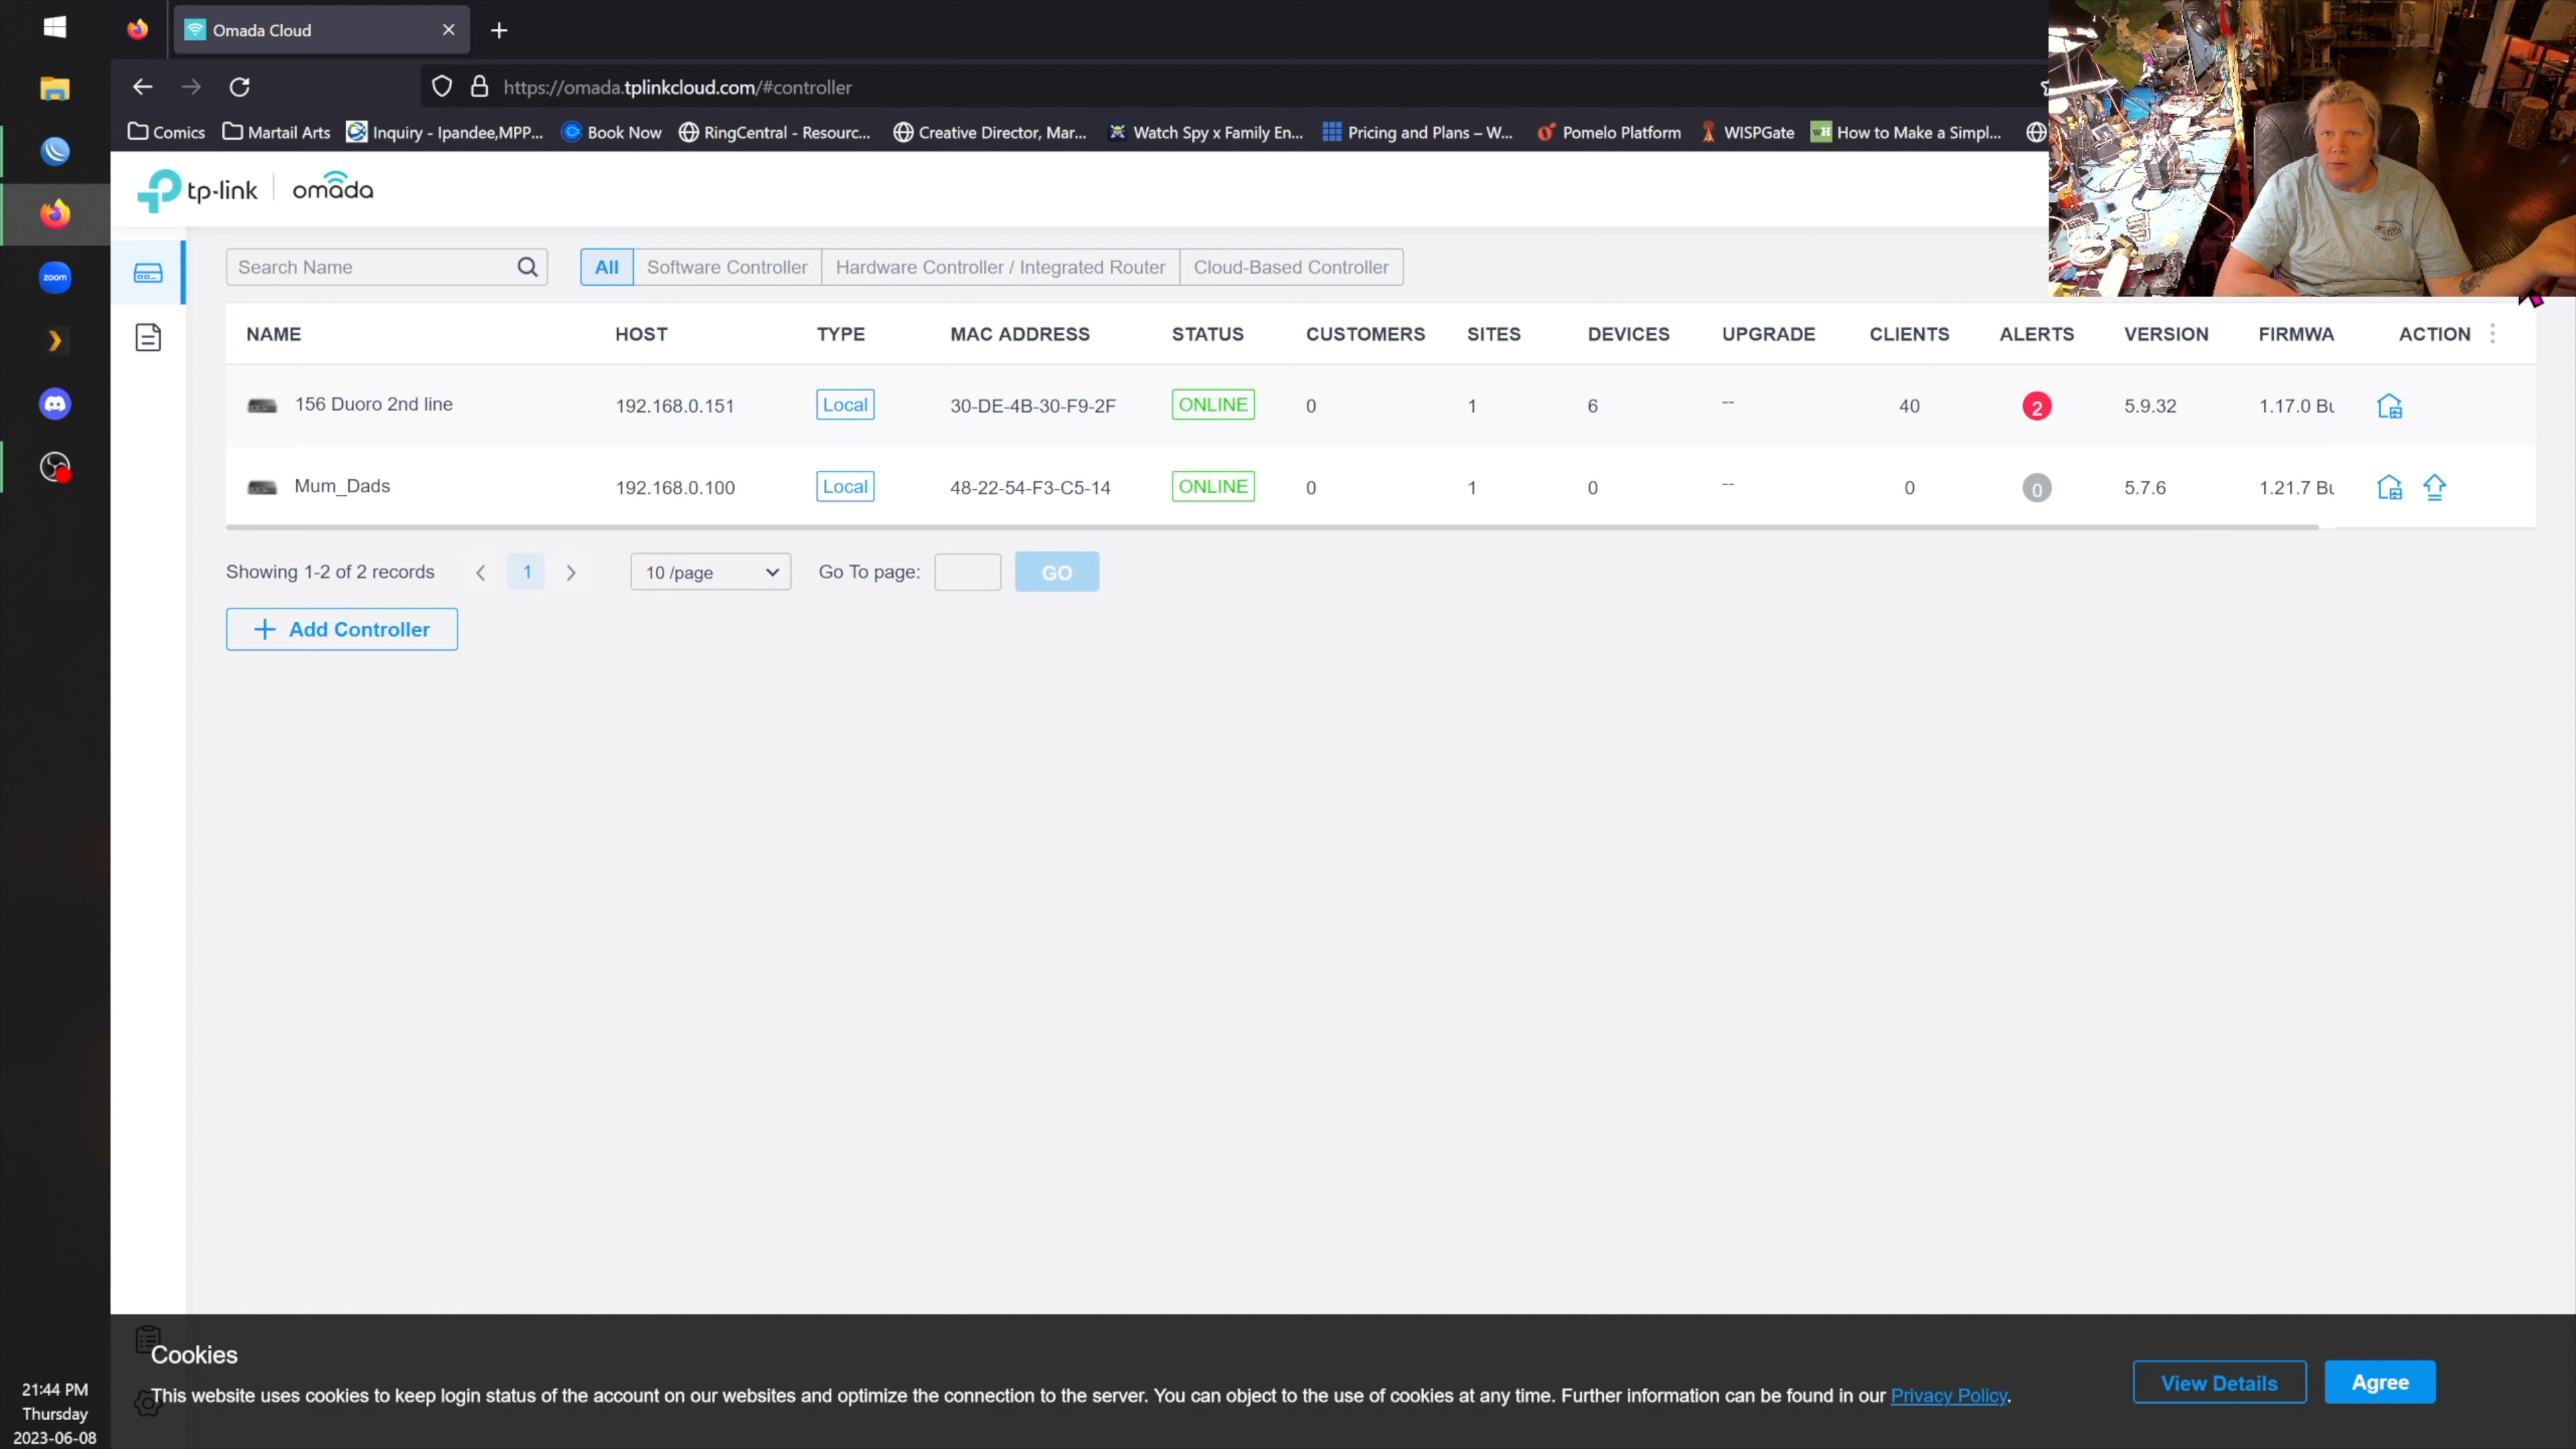 Omada Cloud
https://omada.tplinkcloud.com/#controller
Comics Martail Arts Inquiry - Ipandee,MPP... Book Now RingCentral - Resourc... Creative Director, Mar... Watch Spy x Family En... Pricing and Plans – W... Pomelo Platform WISPGate How to Make a Simpl...
tp-link omada
Search Name All Software Controller Hardware Controller / Integrated Router Cloud-Based Controller
NAME HOST TYPE MAC ADDRESS STATUS CUSTOMERS SITES DEVICES UPGRADE CLIENTS ALERTS VERSION FIRMWA ACTION
156 Duoro 2nd line 192.168.0.151 Local 30-DE-4B-30-F9-2F ONLINE 0 1 6 -- 40 2 5.9.32 1.17.0 Bu
Mum_Dads 192.168.0.100 Local 48-22-54-F3-C5-14 ONLINE 0 1 0 -- 0 0 5.7.6 1.21.7 Bu
Showing 1-2 of 2 records 1 10 /page Go To page: GO
Add Controller
zoom
Cookies
This website uses cookies to keep login status of the account on our websites and optimize the connection to the server. You can object to the use of cookies at any time. Further information can be found in our Privacy Policy.
View Details Agree
21:44 PM
Thursday
2023-06-08